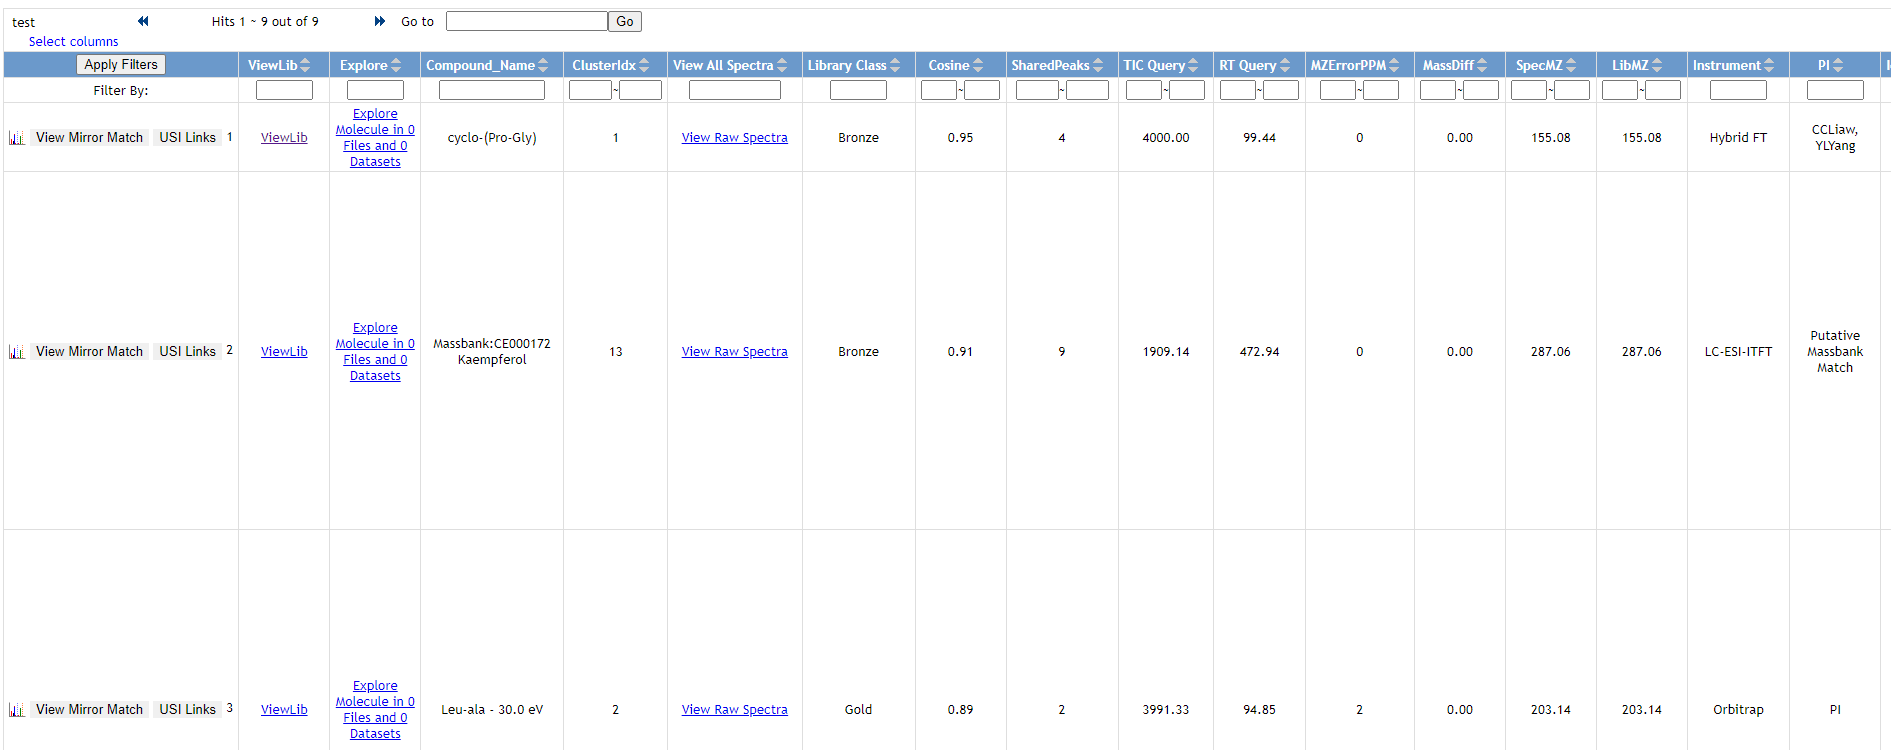 test Hits 1 ~ 9 out of 9 Go to Go
Select columns
Apply Filters ViewLib Explore Compound_Name ClusterIdx View All Spectra Library Class Cosine SharedPeaks TIC Query RT Query MZErrorPPM MassDiff SpecMZ LibMZ Instrument PI
Filter By: ~ ~ ~ ~ ~ ~ ~ ~ ~
View Mirror Match USI Links 1 ViewLib
Explore
Molecule in 0
Files and 0
Datasets
cyclo-(Pro-Gly) 1 View Raw Spectra Bronze 0.95 4 4000.00 99.44 0 0.00 155.08 155.08 Hybrid FT
CCLiaw,
YLYang
View Mirror Match USI Links 2 ViewLib
Explore
Molecule in 0
Files and 0
Datasets
Massbank:CE000172
Kaempferol
13 View Raw Spectra Bronze 0.91 9 1909.14 472.94 0 0.00 287.06 287.06 LC-ESI-ITFT
Putative
Massbank
Match
View Mirror Match USI Links 3 ViewLib
Explore
Molecule in 0
Files and 0
Datasets
Leu-ala - 30.0 eV 2 View Raw Spectra Gold 0.89 2 3991.33 94.85 2 0.00 203.14 203.14 Orbitrap PI